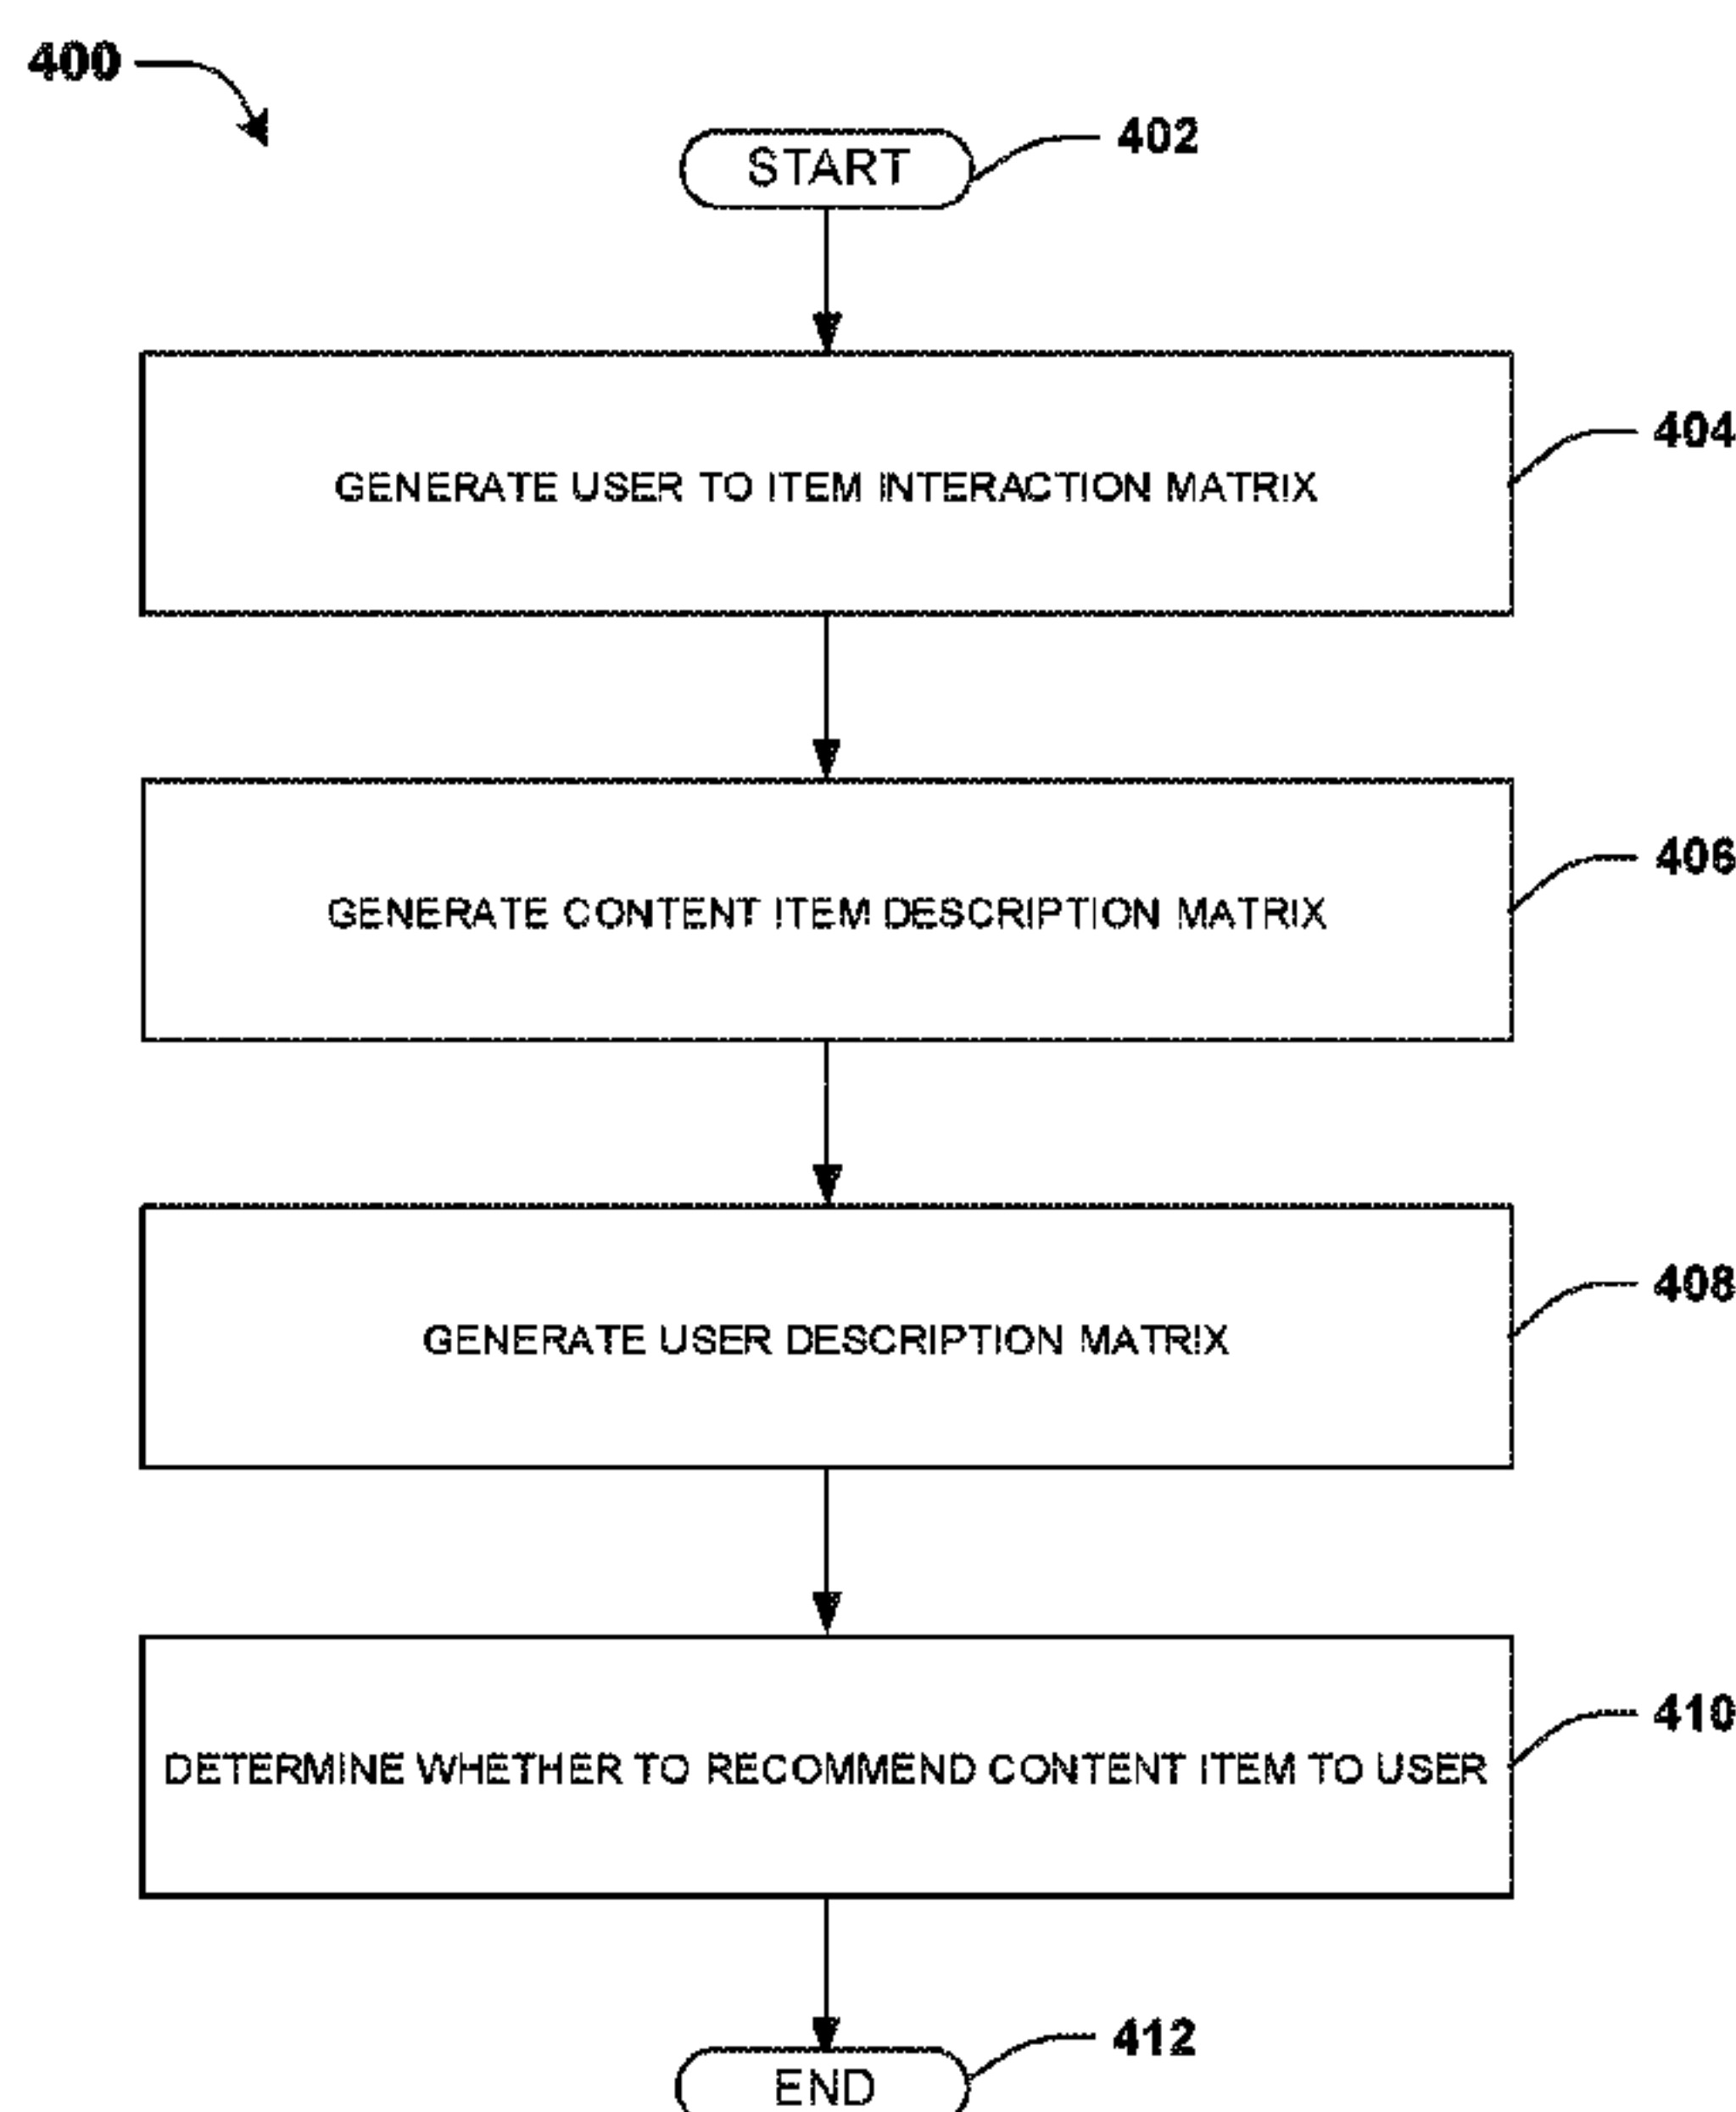 400
START
402
GENERATE USER TO ITEM INTERACTION MATRIX
404
GENERATE CONTENT ITEM DESCRIPTION MATRIX
406
GENERATE USER DESCRIPTION MATRIX
408
DETERMINE WHETHER TO RECOMMEND CONTENT ITEM TO USER
410
END
412